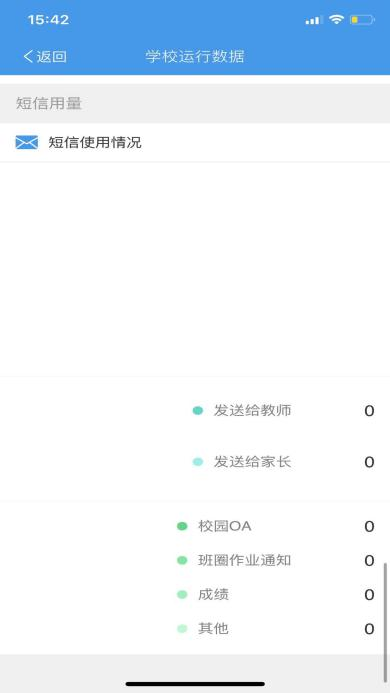 15:42
返回
学校运行数据
短信用量
短信使用情况
发送给教师 0
发送给家长 0
校园OA 0
班圈作业通知 0
成绩 0
其他 0